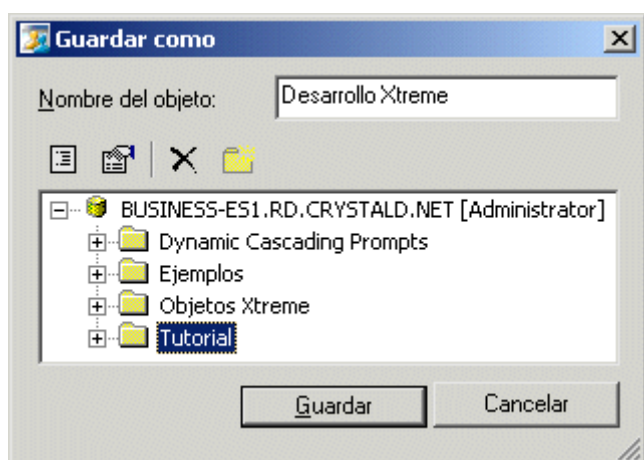 Guardar como
Nombre del objeto: Desarrollo Xtreme
BUSINESS-ES1.RD.CRYSTALD.NET [Administrator]
Dynamic Cascading Prompts
Ejemplos
Objetos Xtreme
Tutorial
Guardar Cancelar